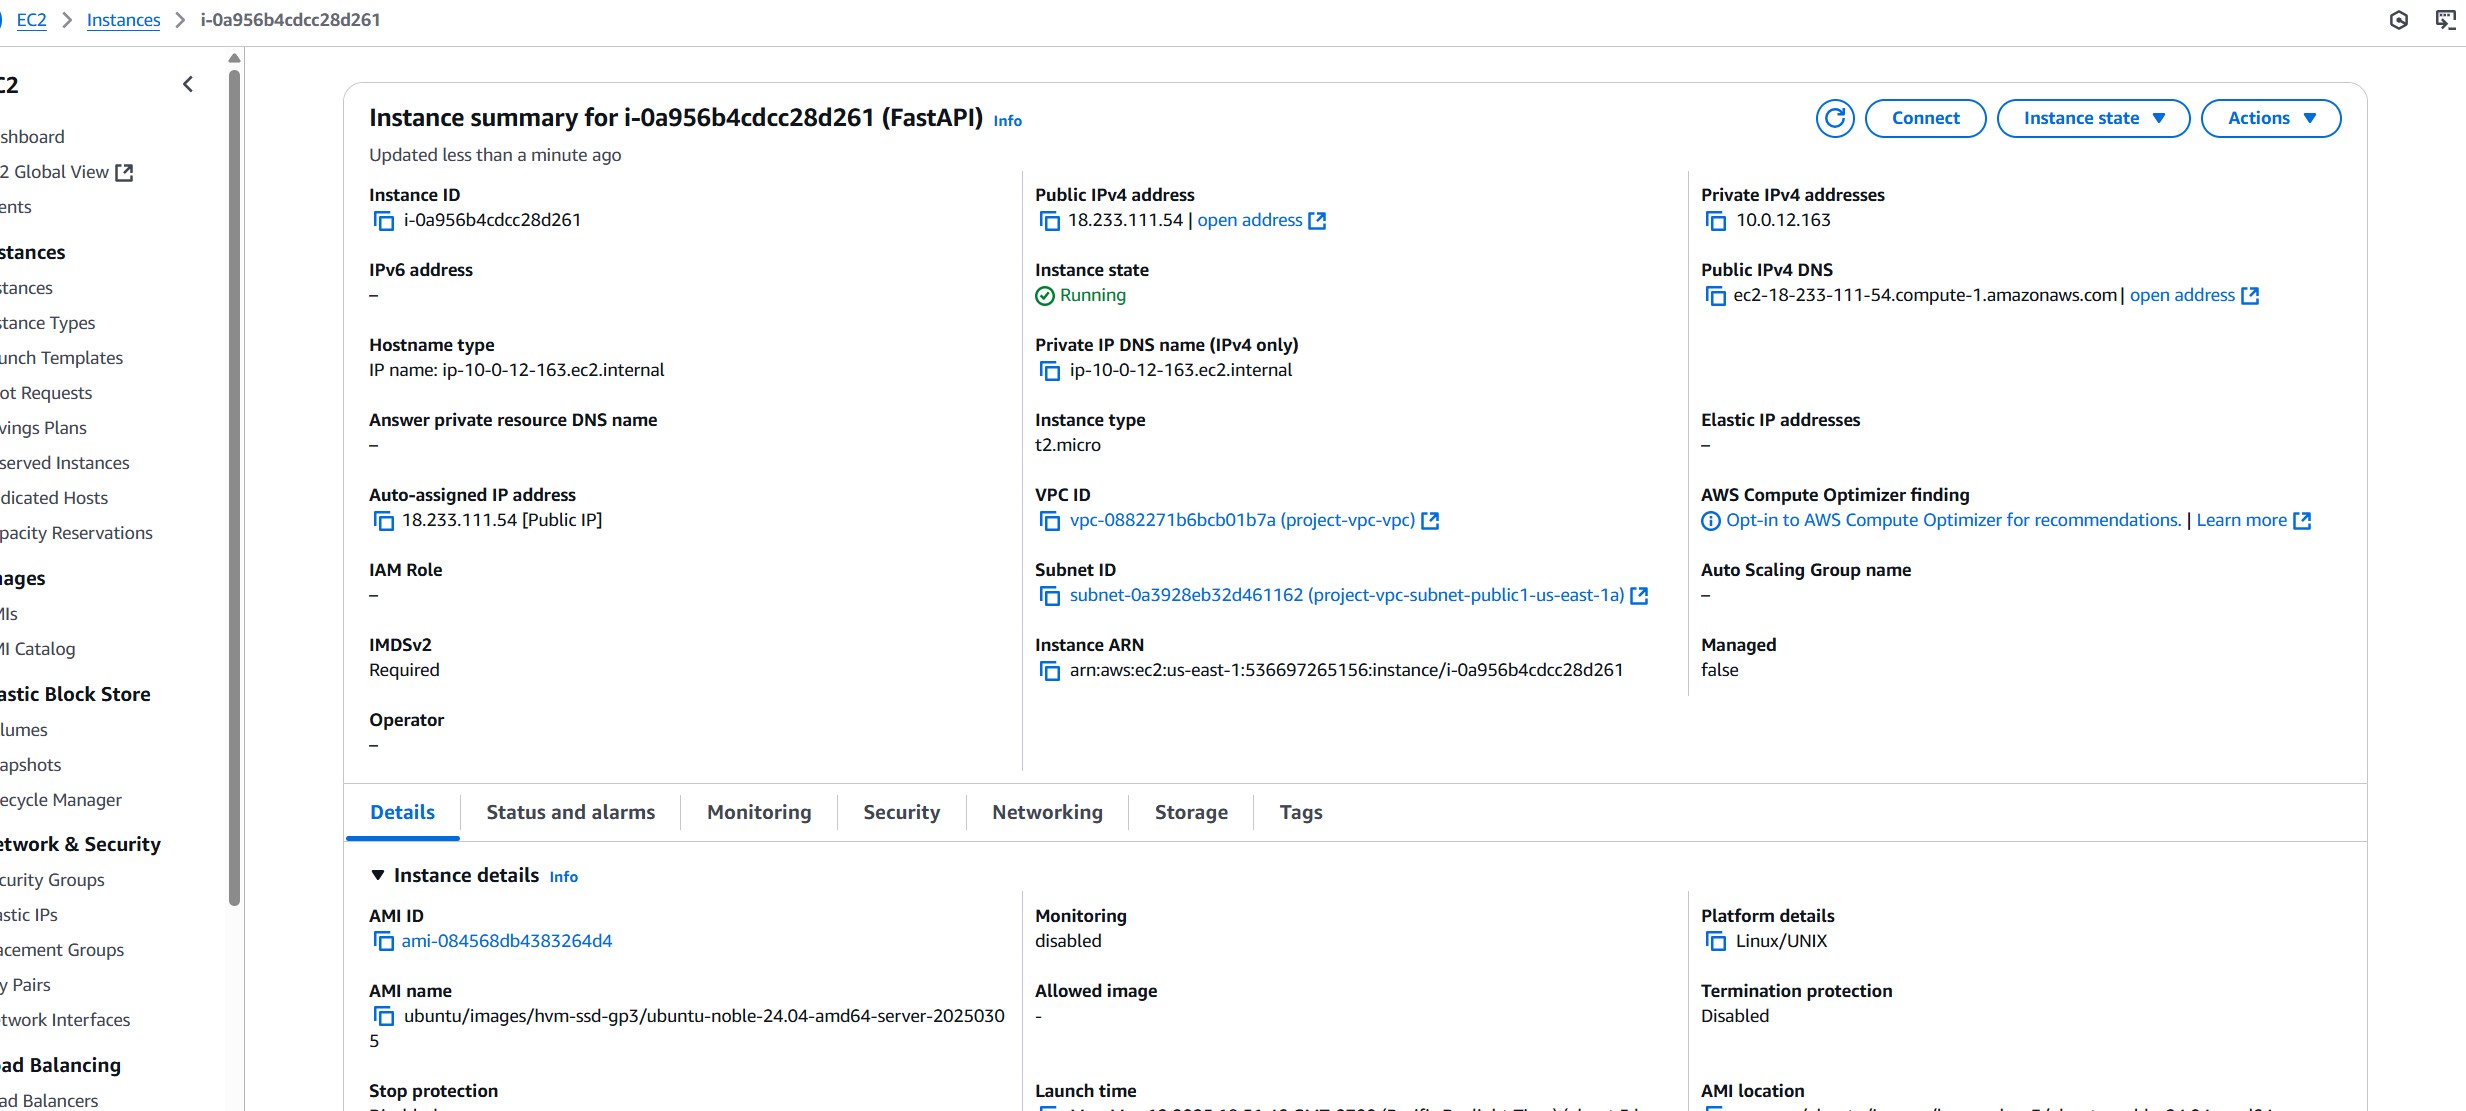 EC2 > Instances > i-0a956b4cdcc28d261
C2
shboard
2 Global View
ents
stances
stances
stance Types
unch Templates
ot Requests
vings Plans
served Instances
dicated Hosts
pacity Reservations
nages
MIs
MI Catalog
astic Block Store
lumes
apshots
ecycle Manager
etwork & Security
curity Groups
astic IPs
acement Groups
y Pairs
etwork Interfaces
ad Balancing
ad Balancers
Instance summary for i-0a956b4cdcc28d261 (FastAPI) Info
Connect
Instance state
Actions
Updated less than a minute ago
Instance ID
i-0a956b4cdcc28d261
Public IPv4 address
18.233.111.54 | open address
Private IPv4 addresses
10.0.12.163
IPv6 address
–
Instance state
Running
Public IPv4 DNS
ec2-18-233-111-54.compute-1.amazonaws.com | open address
Hostname type
IP name: ip-10-0-12-163.ec2.internal
Private IP DNS name (IPv4 only)
ip-10-0-12-163.ec2.internal
Answer private resource DNS name
–
Instance type
t2.micro
Elastic IP addresses
–
Auto-assigned IP address
18.233.111.54 [Public IP]
VPC ID
vpc-0882271b6bcb01b7a (project-vpc-vpc)
AWS Compute Optimizer finding
Opt-in to AWS Compute Optimizer for recommendations. | Learn more
IAM Role
–
Subnet ID
subnet-0a3928eb32d461162 (project-vpc-subnet-public1-us-east-1a)
Auto Scaling Group name
–
IMDSv2
Required
Instance ARN
arn:aws:ec2:us-east-1:536697265156:instance/i-0a956b4cdcc28d261
Managed
false
Operator
–
Details
Status and alarms
Monitoring
Security
Networking
Storage
Tags
Instance details Info
AMI ID
ami-084568db4383264d4
Monitoring
disabled
Platform details
Linux/UNIX
AMI name
ubuntu/images/hvm-ssd-gp3/ubuntu-noble-24.04-amd64-server-2025030
5
Allowed image
-
Termination protection
Disabled
Stop protection
Launch time
AMI location